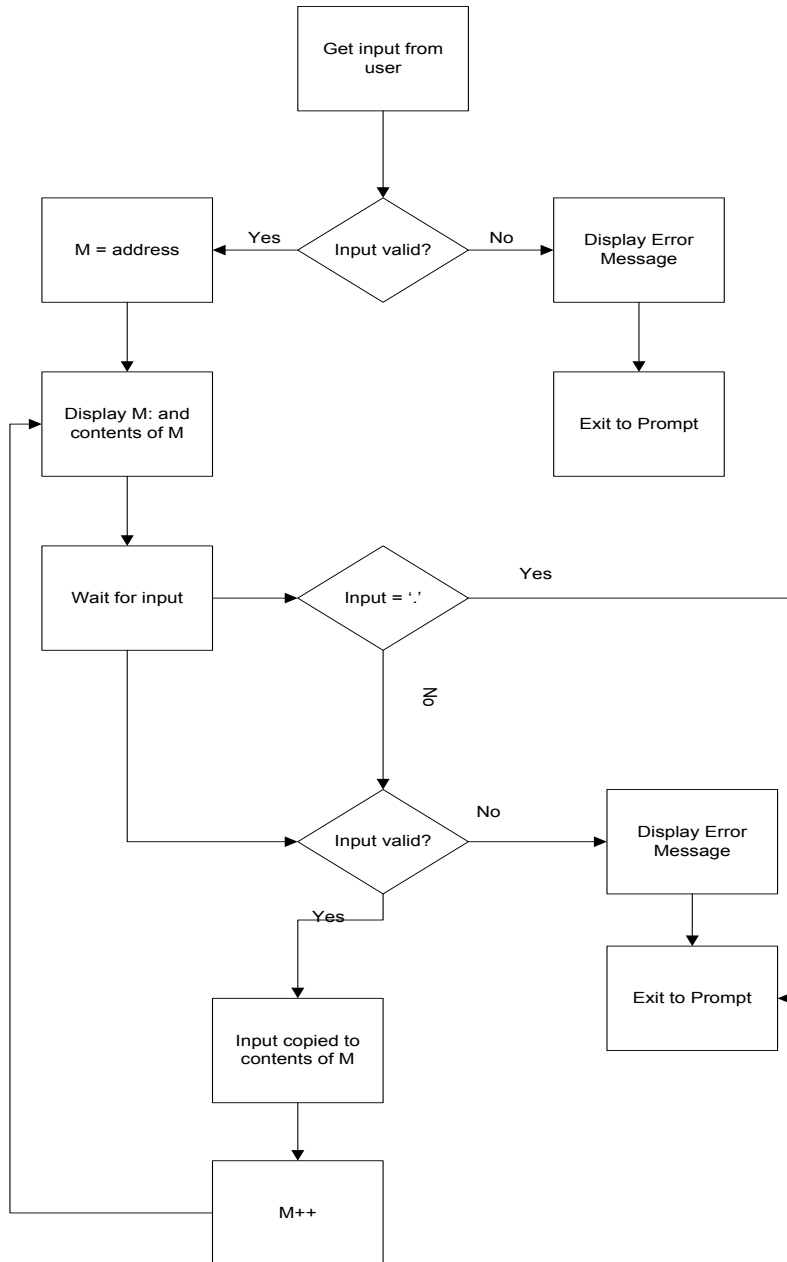 Get input from
user
Yes
Input valid?
No
M = address
Display Error
Message
Display M: and
contents of M
Exit to Prompt
Wait for input
Input = ‘.’
Yes
No
Input valid?
No
Display Error
Message
Yes
Exit to Prompt
Input copied to
contents of M
M++